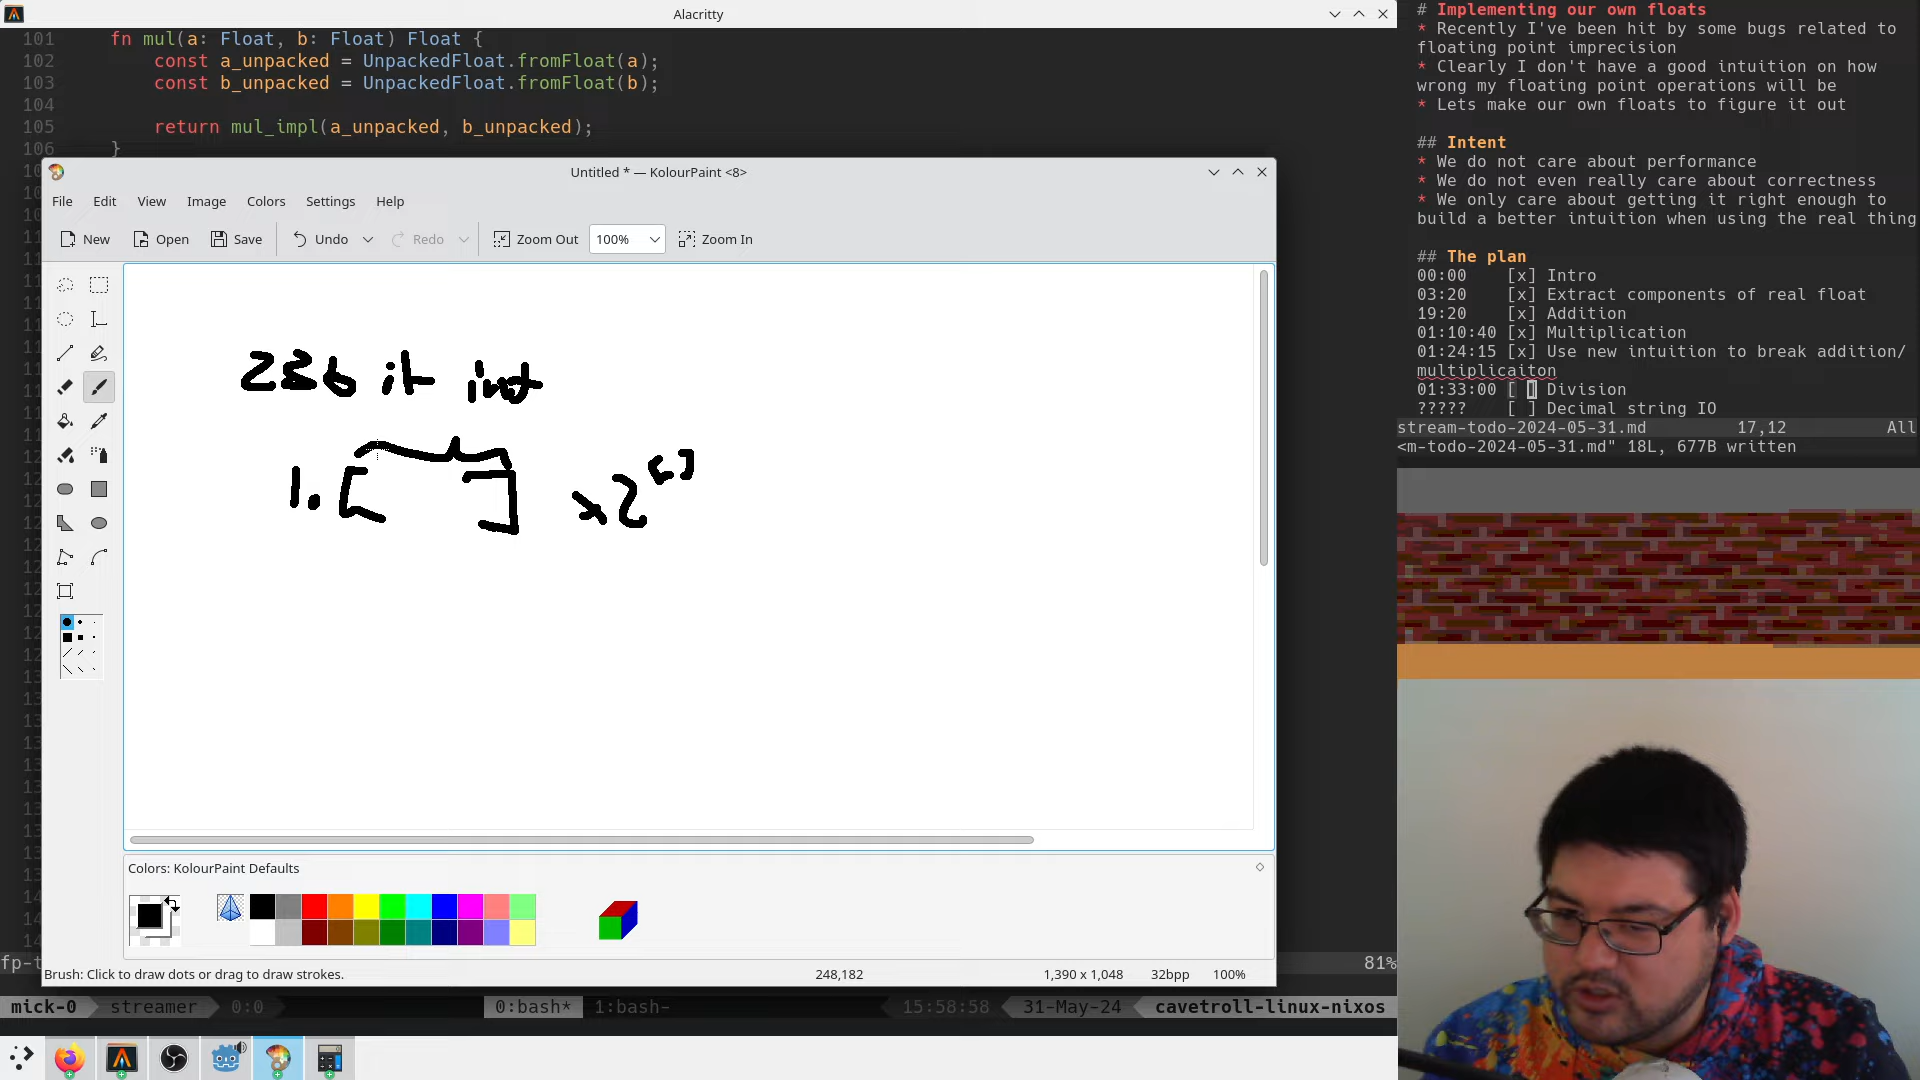 Alacritty
101 fn mul(a: Float, b: Float) Float {
102 const a_unpacked = UnpackedFloat.fromFloat(a);
103 const b_unpacked = UnpackedFloat.fromFloat(b);
104
105 return mul_impl(a_unpacked, b_unpacked);
106 }
Untitled * — KolourPaint <8>
File Edit View Image Colors Settings Help
New Open Save Undo Redo Zoom Out 100% Zoom In
int
1. [ ] x2[]
Colors: KolourPaint Defaults
Brush: Click to draw dots or drag to draw strokes. 248,182 1,390 x 1,048 32bpp 100%
81%
mick-0 streamer 0:0 0:bash* 1:bash- 15:58:58 31-May-24 cavetroll-linux-nixos
# Implementing our own floats
* Recently I've been hit by some bugs related to
floating point imprecision
* Clearly I don't have a good intuition on how
wrong my floating point operations will be
* Lets make our own floats to figure it out
## Intent
* We do not care about performance
* We do not even really care about correctness
* We only care about getting it right enough to
build a better intuition when using the real thing
## The plan
00:00 [x] Intro
03:20 [x] Extract components of real float
19:20 [x] Addition
01:10:40 [x] Multiplication
01:24:15 [x] Use new intuition to break addition/
multiplicaiton
01:33:00 [ ] Division
????? [ ] Decimal string IO
stream-todo-2024-05-31.md 17,12 All
<m-todo-2024-05-31.md" 18L, 677B written